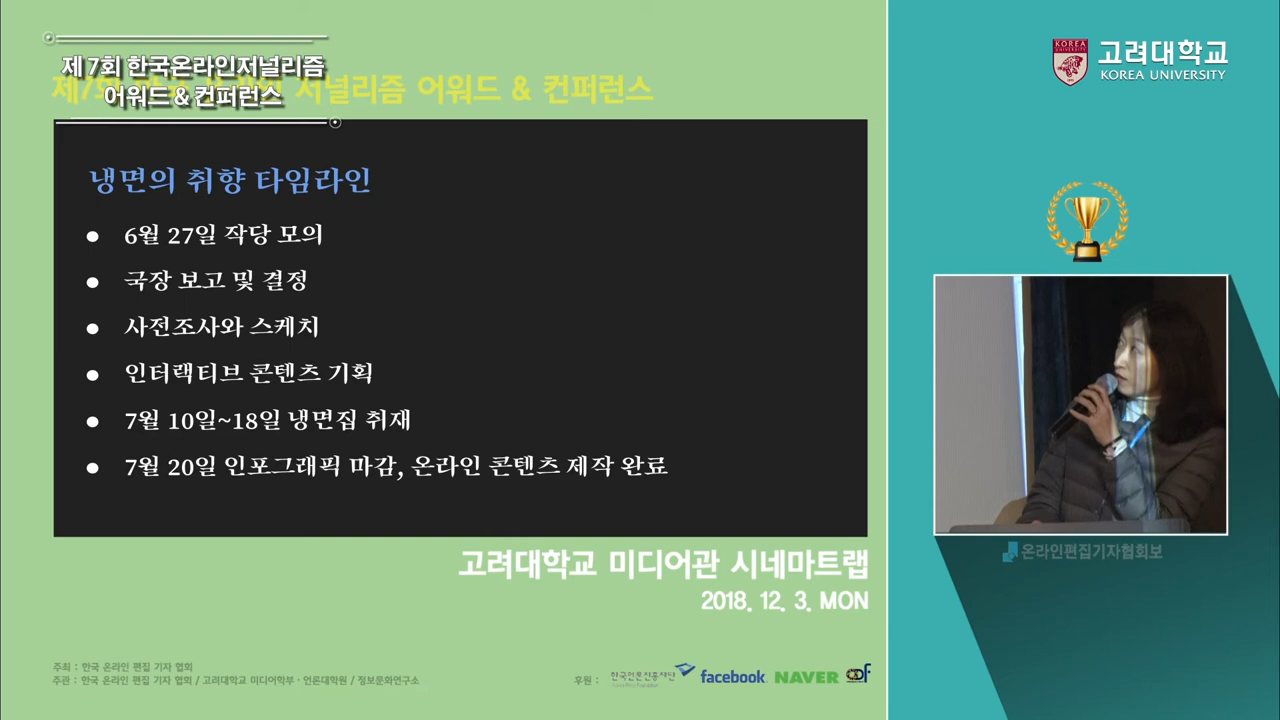 제 7회 한국온라인저널리즘
어워드 & 컨퍼런스
저널리즘 어워드 & 컨퍼런스
고려대학교
KOREA UNIVERSITY
KOREA
냉면의 취향 타임라인
● 6월 27일 작당 모의
● 국장 보고 및 결정
● 사전조사와 스케치
● 인터랙티브 콘텐츠 기획
● 7월 10일~18일 냉면집 취재
● 7월 20일 인포그래픽 마감, 온라인 콘텐츠 제작 완료
온라인편집기자협회보
고려대학교 미디어관 시네마트랩
2018. 12. 3. MON
주최 : 한국 온라인 편집 기자 협회
주관 : 한국 온라인 편집 기자 협회 / 고려대학교 미디어학부 · 언론대학원 / 정보문화연구소
후원 : 한국언론진흥재단 facebook NAVER